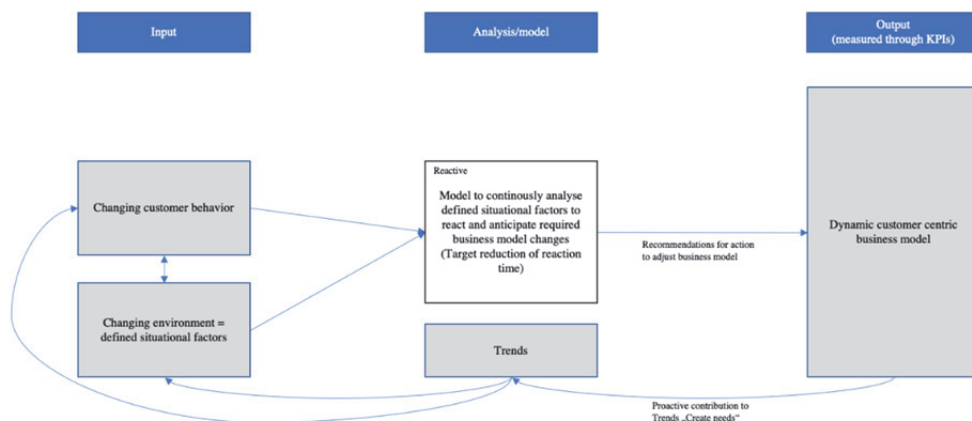 Input
Analysis/model
Output
(measured through KPIs)
Changing customer behavior
Changing environment =
defined situational factors
Reactive
Model to continously analyse
defined situational factors to
react and anticipate required
business model changes
(Target reduction of reaction
time)
Trends
Recommendations for action
to adjust business model
Dynamic customer centric
business model
Proactive contribution to
Trends „Create needs“